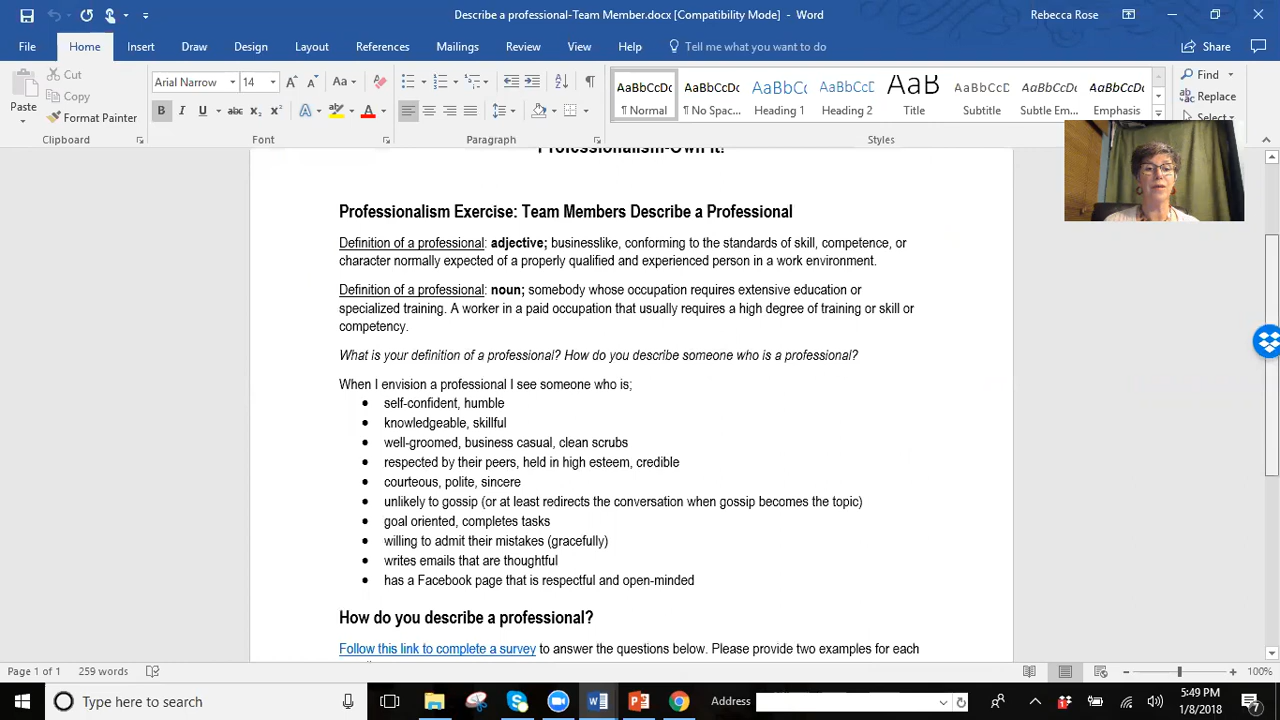 Describe a professional-Team Member.docx [Compatibility Mode] - Word
Rebecca Rose
File Home Insert Draw Design Layout References Mailings Review View Help Tell me what you want to do Share
Cut
Copy
Format Painter
Paste
Arial Narrow 14
Find
Replace
Select
AaBbCcDc AaBbCcDc AaBbCc AaBbCcE AaB AaBbCcDc AaBbCcDc AaBbCcDc
¶ Normal ¶ No Spac... Heading 1 Heading 2 Title Subtitle Subtle Em... Emphasis
Clipboard Font Paragraph Styles
Professionalism-Own It!
Professionalism Exercise: Team Members Describe a Professional
Definition of a professional: adjective; businesslike, conforming to the standards of skill, competence, or
character normally expected of a properly qualified and experienced person in a work environment.
Definition of a professional: noun; somebody whose occupation requires extensive education or
specialized training. A worker in a paid occupation that usually requires a high degree of training or skill or
competency.
What is your definition of a professional? How do you describe someone who is a professional?
When I envision a professional I see someone who is;
• self-confident, humble
• knowledgeable, skillful
• well-groomed, business casual, clean scrubs
• respected by their peers, held in high esteem, credible
• courteous, polite, sincere
• unlikely to gossip (or at least redirects the conversation when gossip becomes the topic)
• goal oriented, completes tasks
• willing to admit their mistakes (gracefully)
• writes emails that are thoughtful
• has a Facebook page that is respectful and open-minded
How do you describe a professional?
Follow this link to complete a survey to answer the questions below. Please provide two examples for each
Page 1 of 1 259 words 100%
Type here to search
Address
5:49 PM
1/8/2018
7